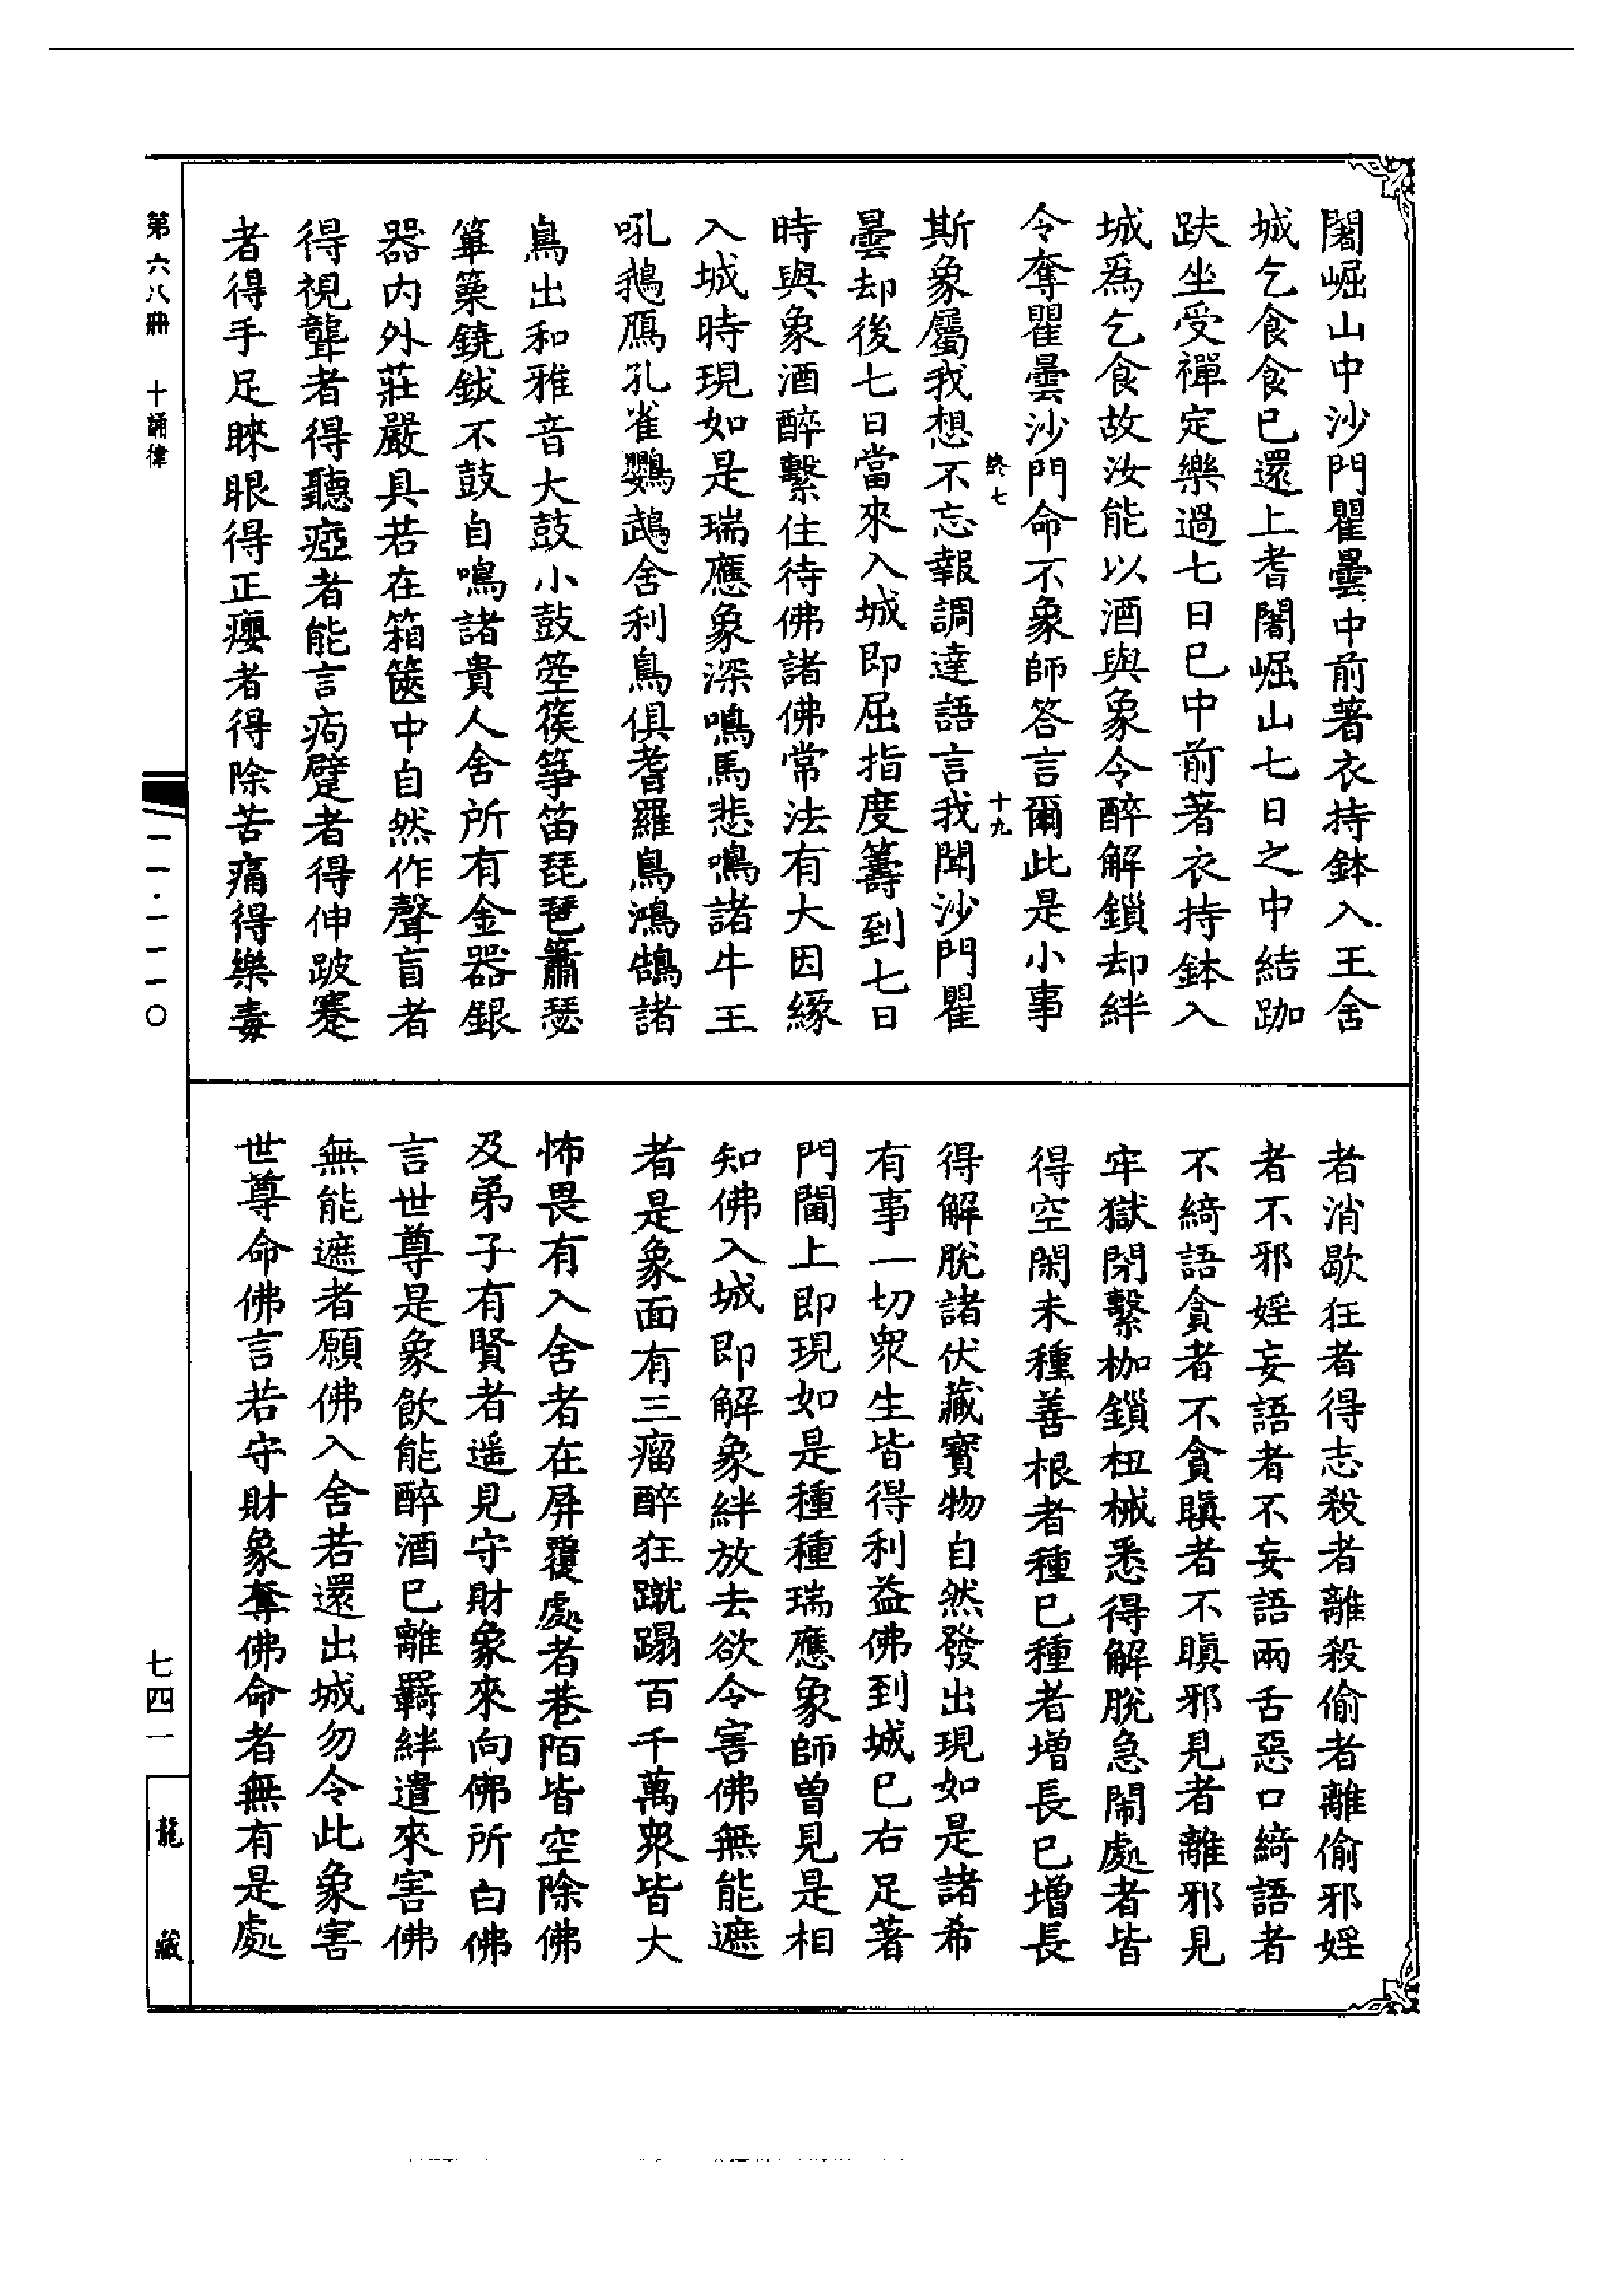 闍崛山中沙門瞿曇中前著衣持鉢入王舍
城乞食食已還上耆闍崛山七日之中結跏
趺坐受禪定樂過七日已中前著衣持鉢入
城爲乞食故汝能以酒與象令醉解鎖却絆
令奪瞿曇沙門命不象師答言爾此是小事
終七
十九
斯象屬我想不忘報調達語言我聞沙門瞿
曇却後七日當來入城即屈指度籌到七日
時與象酒醉繫住待佛諸佛常法有大因緣
入城時現如是瑞應象深鳴馬悲鳴諸牛王
吼鵝鴈孔雀鸚鵡舍利鳥俱耆羅鳥鴻鵠諸
鳥出和雅音大鼓小鼓箜篌箏笛琵琶簫瑟
篳篥鐃鈸不鼓自鳴諸貴人舍所有金器銀
器内外莊嚴具若在箱篋中自然作聲盲者
得視聾者得聽瘂者能言痀躄者得伸跛蹇
者得手足睞眼得正癭者得除苦痛得樂毒
者消歇狂者得志殺者離殺偷者離偷邪婬
者不邪婬妄語者不妄語兩舌惡口綺語者
不綺語貪者不貪瞋者不瞋邪見者離邪見
牢獄閉繫枷鎖杻械悉得解脫急鬧處者皆
得空閑未種善根者種已種者增長已增長
得解脫諸伏藏寶物自然發出現如是諸希
有事一切衆生皆得利益佛到城已右足著
門閫上即現如是種種瑞應象師曾見是相
知佛入城即解象絆放去欲令害佛無能遮
者是象面有三瘤醉狂蹴蹋百千萬衆皆大
怖畏有入舍者在屏覆處者巷陌皆空除佛
及弟子有賢者遥見守財象來向佛所白佛
言世尊是象飲能醉酒已離羇絆遣來害佛
無能遮者願佛入舍若還出城勿令此象害
世尊命佛言若守財象奪佛命者無有是處
第六八冊 十誦律
一一·一一一〇
七四一
龍藏